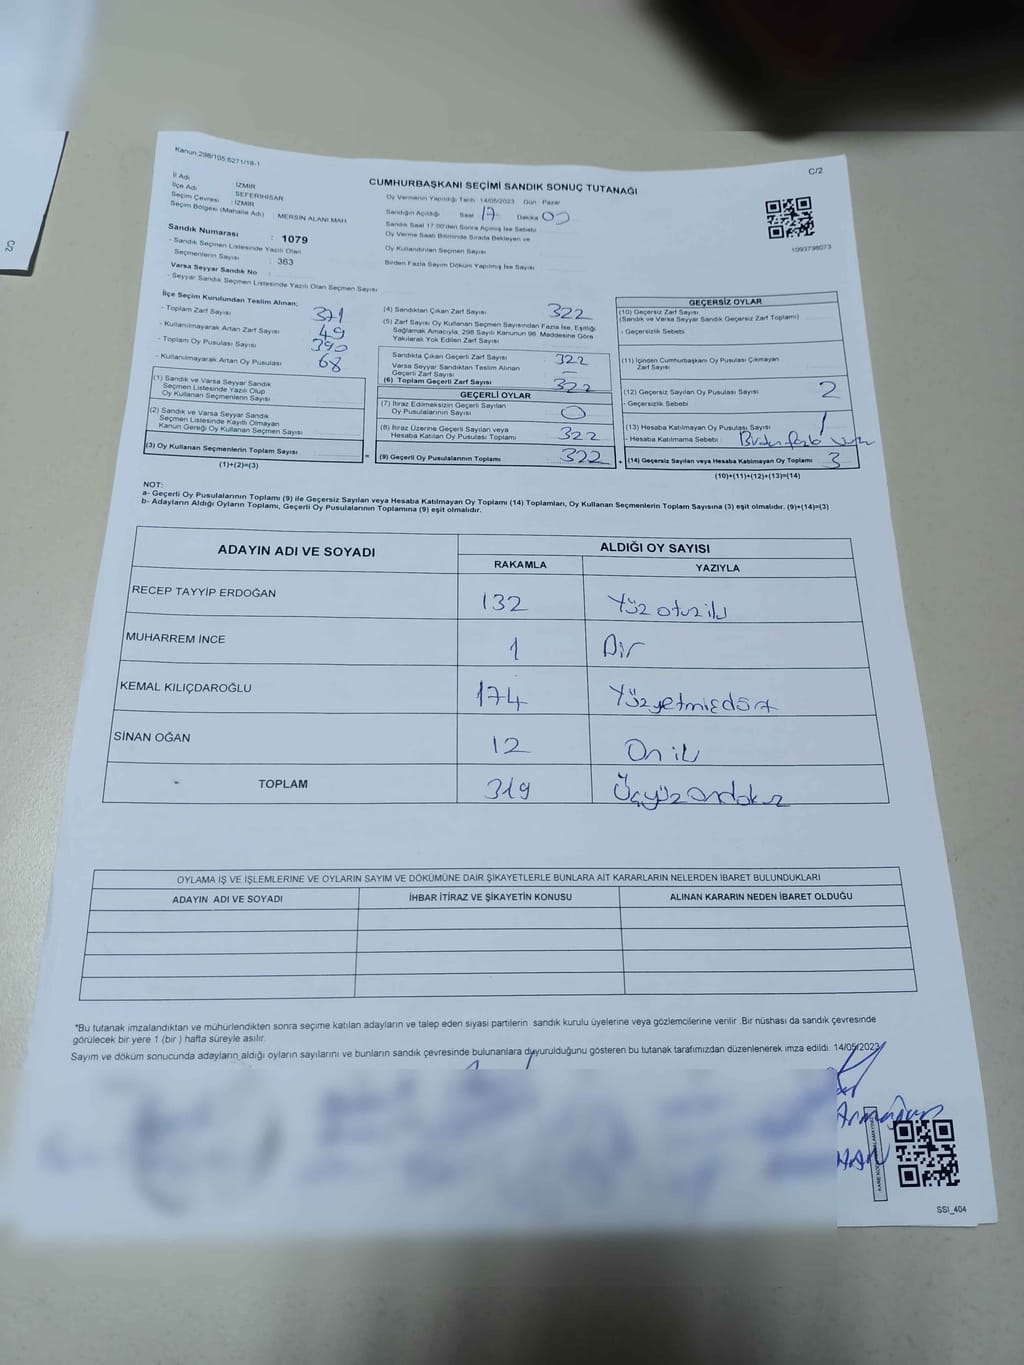 Kanun:298/105,6271/18-1
C/2
CUMHURBAŞKANI SEÇİMİ SANDIK SONUÇ TUTANAĞI
İl Adı : İZMİR
İlçe Adı : SEFERİHİSAR
Seçim Çevresi : İZMİR
Seçim Bölgesi (Mahalle Adı) : MERSİN ALANI MAH.
Sandık Numarası : 1079
- Sandık Seçmen Listesinde Yazılı Olan
Seçmenlerin Sayısı : 363
Varsa Seyyar Sandık No :
- Seyyar Sandık Seçmen Listesinde Yazılı Olan Seçmen Sayısı
Oy Vermenin Yapıldığı Tarih 14/05/2023 Gün Pazar
Sandığın Açıldığı Saat 17 Dakika 00
Sandık Saat 17:00'den Sonra Açılmış İse Sebebi
Oy Verme Saati Bitiminde Sırada Bekleyen ve
Oy Kullandırılan Seçmen Sayısı
Birden Fazla Sayım Döküm Yapılmış İse Sayısı
1093798073
İlçe Seçim Kurulundan Teslim Alınan;
- Toplam Zarf Sayısı 371
- Kullanılmayarak Artan Zarf Sayısı 49
- Toplam Oy Pusulası Sayısı 390
- Kullanılmayarak Artan Oy Pusulası 68
(1) Sandık ve Varsa Seyyar Sandık
Seçmen Listesinde Yazılı Olup
Oy Kullanan Seçmenlerin Sayısı
(2) Sandık ve Varsa Seyyar Sandık
Seçmen Listesinde Kayıtlı Olmayan
Kanun Gereği Oy Kullanan Seçmen Sayısı
(3) Oy Kullanan Seçmenlerin Toplam Sayısı
(1)+(2)=(3)
=
(4) Sandıktan Çıkan Zarf Sayısı 322
(5) Zarf Sayısı Oy Kullanan Seçmen Sayısından Fazla İse, Eşitliği
Sağlamak Amacıyla, 298 Sayılı Kanunun 98. Maddesine Göre
Yakılarak Yok Edilen Zarf Sayısı
Sandıkta Çıkan Geçerli Zarf Sayısı 322
Varsa Seyyar Sandıktan Teslim Alınan
Geçerli Zarf Sayısı -
(6) Toplam Geçerli Zarf Sayısı 322
GEÇERLİ OYLAR
(7) İtiraz Edilmeksizin Geçerli Sayılan
Oy Pusulalarının Sayısı 0
(8) İtiraz Üzerine Geçerli Sayılan veya
Hesaba Katılan Oy Pusulası Toplamı 322
(9) Geçerli Oy Pusulalarının Toplamı 322
+
GEÇERSİZ OYLAR
(10) Geçersiz Zarf Sayısı
(Sandık ve Varsa Seyyar Sandık Geçersiz Zarf Toplamı)
- Geçersizlik Sebebi
(11) İçinden Cumhurbaşkanı Oy Pusulası Çıkmayan
Zarf Sayısı
(12) Geçersiz Sayılan Oy Pusulası Sayısı 2
- Geçersizlik Sebebi
(13) Hesaba Katılmayan Oy Pusulası Sayısı 1
- Hesaba Katılmama Sebebi : Birden fazla
(14) Geçersiz Sayılan veya Hesaba Katılmayan Oy Toplamı 3
(10)+(11)+(12)+(13)=(14)
NOT:
a- Geçerli Oy Pusulalarının Toplamı (9) ile Geçersiz Sayılan veya Hesaba Katılmayan Oy Toplamı (14) Toplamları, Oy Kullanan Seçmenlerin Toplam Sayısına (3) eşit olmalıdır. (9)+(14)=(3)
b- Adayların Aldığı Oyların Toplamı, Geçerli Oy Pusulalarının Toplamına (9) eşit olmalıdır.
ADAYIN ADI VE SOYADI
ALDIĞI OY SAYISI
RAKAMLA YAZIYLA
RECEP TAYYİP ERDOĞAN 132 Yüz otuz iki
MUHARREM İNCE 1 Bir
KEMAL KILIÇDAROĞLU 174 Yüzyetmişdört
SİNAN OĞAN 12 On iki
TOPLAM 319 Üçyüz ondokuz
OYLAMA İŞ VE İŞLEMLERİNE VE OYLARIN SAYIM VE DÖKÜMÜNE DAİR ŞİKAYETLERLE BUNLARA AİT KARARLARIN NELERDEN İBARET BULUNDUKLARI
ADAYIN ADI VE SOYADI İHBAR İTİRAZ VE ŞİKAYETİN KONUSU ALINAN KARARIN NEDEN İBARET OLDUĞU
*Bu tutanak imzalandıktan ve mühürlendikten sonra seçime katılan adayların ve talep eden siyasi partilerin sandık kurulu üyelerine veya gözlemcilerine verilir .Bir nüshası da sandık çevresinde
görülecek bir yere 1 (bir ) hafta süreyle asılır.
Sayım ve döküm sonucunda adayların aldığı oyların sayılarını ve bunların sandık çevresinde bulunanlara duyurulduğunu gösteren bu tutanak tarafımızdan düzenlenerek imza edildi. 14/05/2023
SSI_404